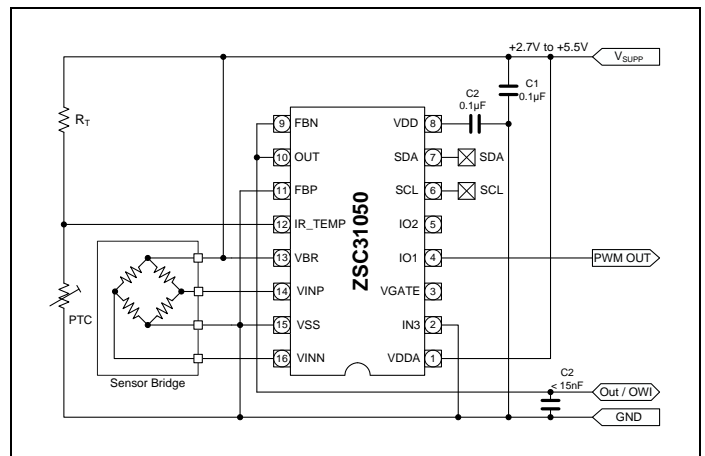 +2.7V to +5.5V
VSUPP
C1
0.1µF
C2
0.1µF
RT
9 FBN
VDD 8
10 OUT
SDA 7
SDA
11 FBP
SCL 6
SCL
12 IR_TEMP
IO2 5
13 VBR
IO1 4
PWM OUT
14 VINP
VGATE 3
15 VSS
IN3 2
16 VINN
VDDA 1
ZSC31050
PTC
Sensor Bridge
C2
< 15nF
Out / OWI
GND